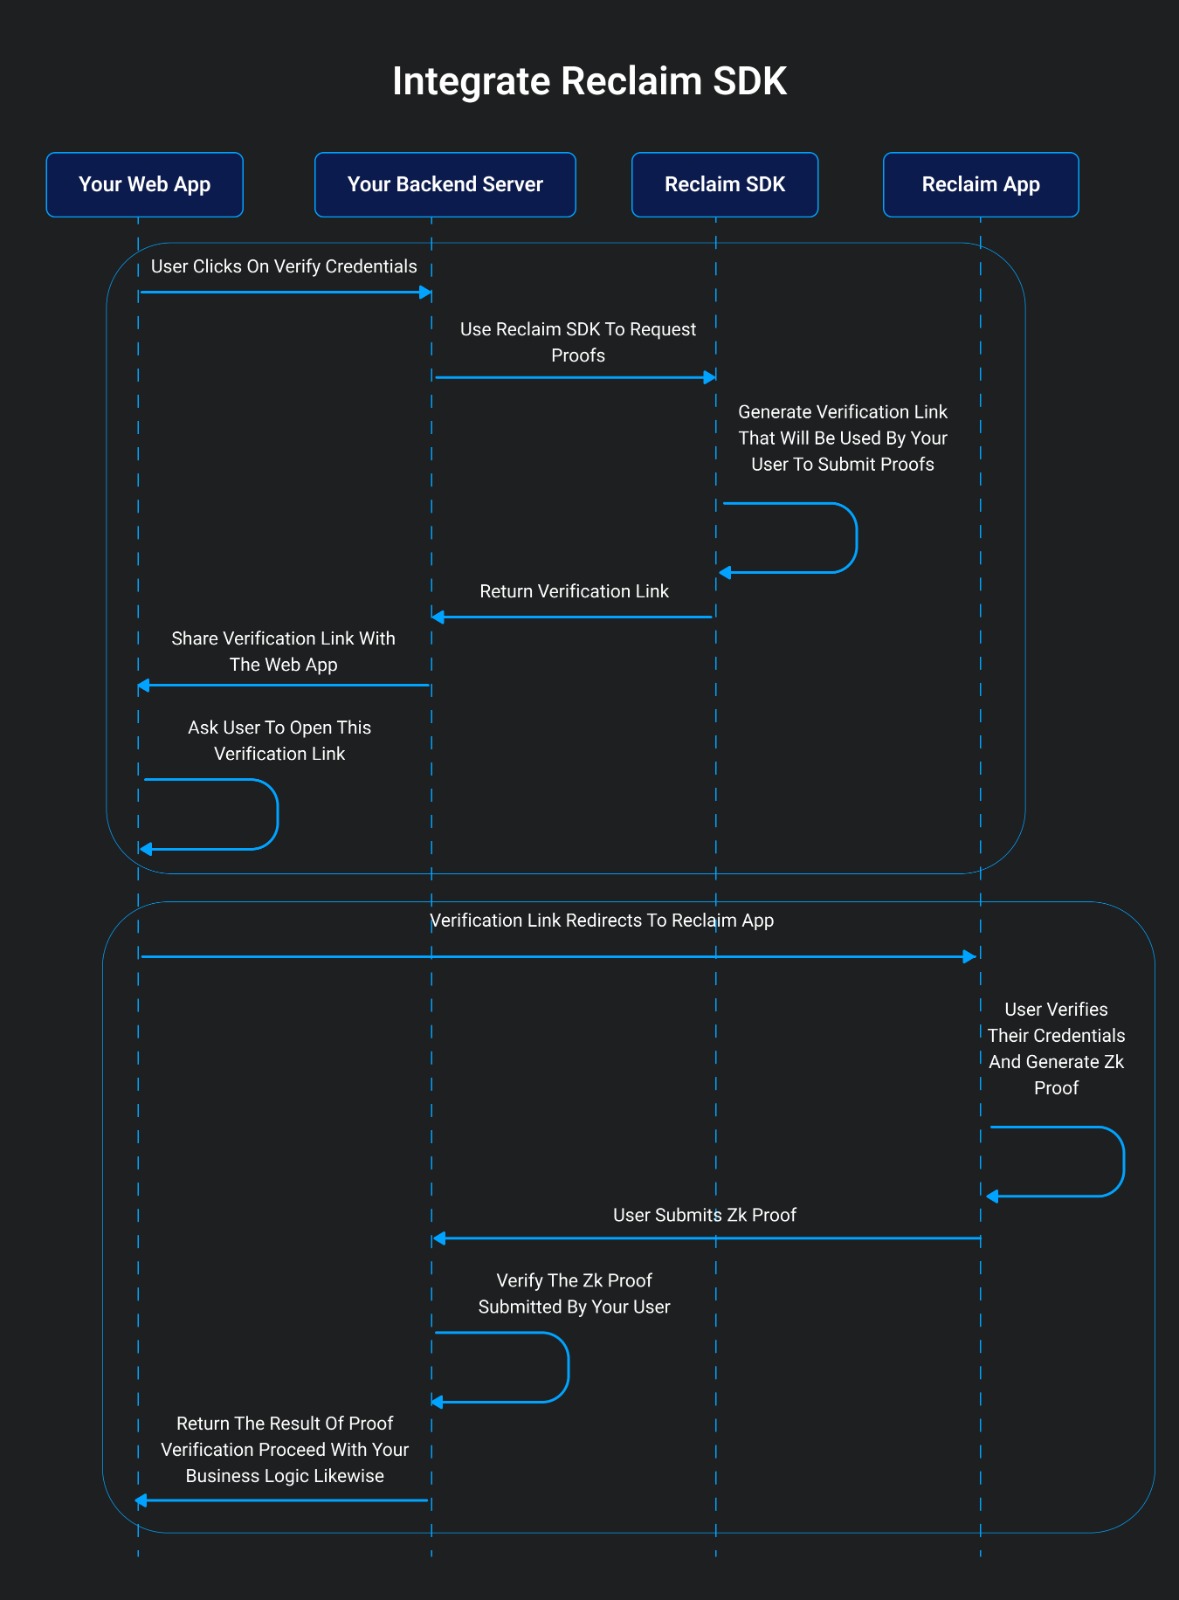 Integrate Reclaim SDK
Your Web App
Your Backend Server
Reclaim SDK
Reclaim App
User Clicks On Verify Credentials
Use Reclaim SDK To Request
Proofs
Generate Verification Link
That Will Be Used By Your
User To Submit Proofs
Return Verification Link
Share Verification Link With
The Web App
Ask User To Open This
Verification Link
Verification Link Redirects To Reclaim App
User Verifies
Their Credentials
And Generate Zk
Proof
User Submits Zk Proof
Verify The Zk Proof
Submitted By Your User
Return The Result Of Proof
Verification Proceed With Your
Business Logic Likewise